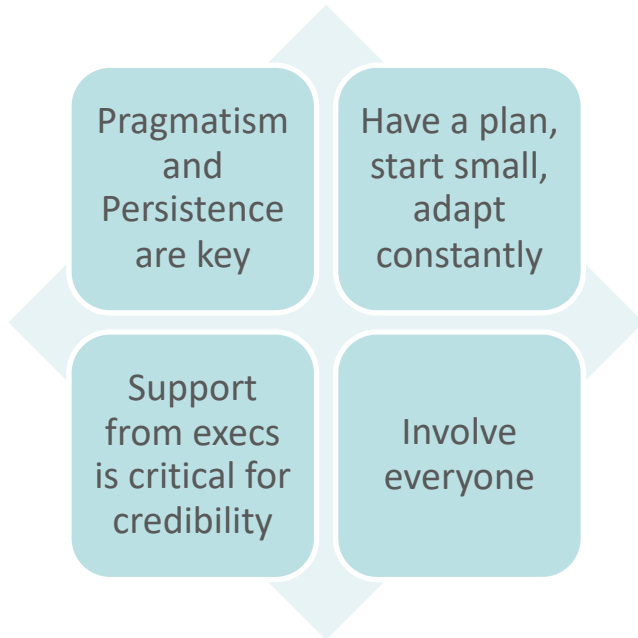 Pragmatism
and
Persistence
are key
Have a plan,
start small,
adapt
constantly
Support
from execs
is critical for
credibility
Involve
everyone